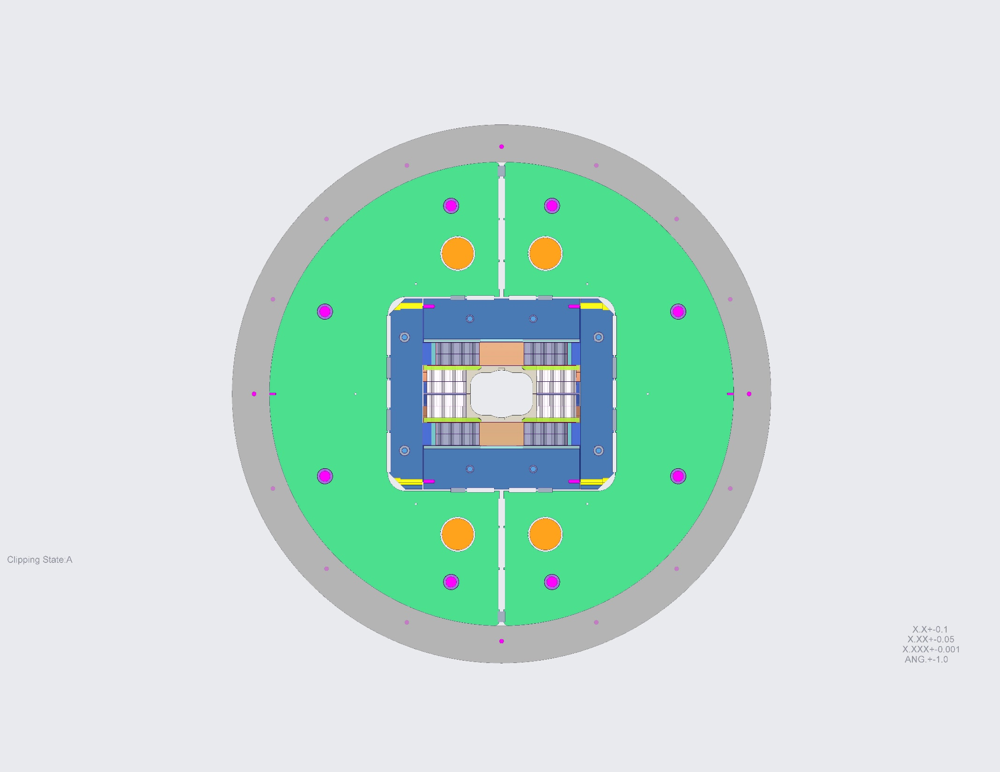 Clipping State:A
X.X+-0.1
X.XX+-0.05
X.XXX+-0.001
ANG.+-1.0